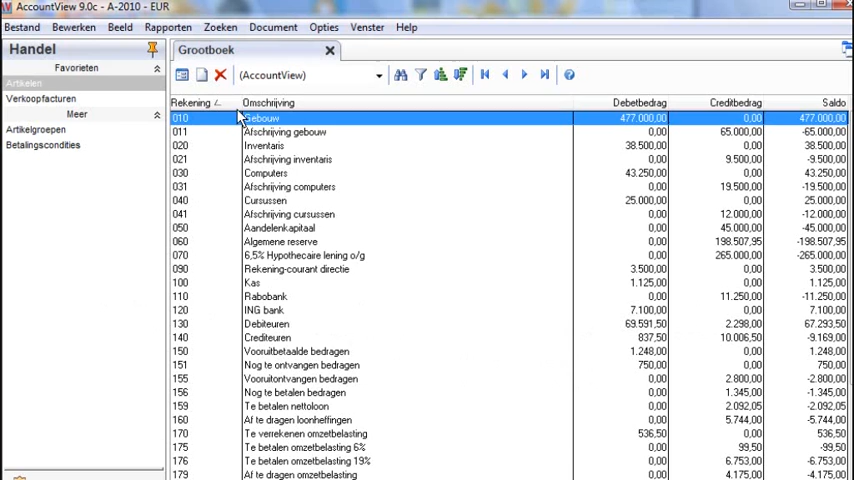 AccountView 9.0c - A-2010 - EUR
Bestand Bewerken Beeld Rapporten Zoeken Document Opties Venster Help
Handel
Favorieten
Artikelen
Verkoopfacturen
Meer
Artikelgroepen
Betalingscondities
Grootboek
(AccountView)
Rekening Omschrijving Debetbedrag Creditbedrag Saldo
010 Gebouw 477.000,00 0,00 477.000,00
011 Afschrijving gebouw 0,00 65.000,00 -65.000,00
020 Inventaris 38.500,00 0,00 38.500,00
021 Afschrijving inventaris 0,00 9.500,00 -9.500,00
030 Computers 43.250,00 0,00 43.250,00
031 Afschrijving computers 0,00 19.500,00 -19.500,00
040 Cursussen 25.000,00 0,00 25.000,00
041 Afschrijving cursussen 0,00 12.000,00 -12.000,00
050 Aandelenkapitaal 0,00 45.000,00 -45.000,00
060 Algemene reserve 0,00 198.507,95 -198.507,95
070 6,5% Hypothecaire lening o/g 0,00 265.000,00 -265.000,00
090 Rekening-courant directie 3.500,00 0,00 3.500,00
100 Kas 1.125,00 0,00 1.125,00
110 Rabobank 0,00 11.250,00 -11.250,00
120 ING bank 7.100,00 0,00 7.100,00
130 Debiteuren 69.591,50 2.298,00 67.293,50
140 Crediteuren 837,50 10.006,50 -9.169,00
150 Vooruitbetaalde bedragen 1.248,00 0,00 1.248,00
151 Nog te ontvangen bedragen 750,00 0,00 750,00
155 Vooruitontvangen bedragen 0,00 2.800,00 -2.800,00
156 Nog te betalen bedragen 0,00 1.345,00 -1.345,00
159 Te betalen nettoloon 0,00 2.092,05 -2.092,05
160 Af te dragen loonheffingen 0,00 5.744,00 -5.744,00
170 Te verrekenen omzetbelasting 536,50 0,00 536,50
175 Te betalen omzetbelasting 6% 0,00 99,50 -99,50
176 Te betalen omzetbelasting 19% 0,00 6.753,00 -6.753,00
179 Af te dragen omzetbelasting 0,00 4.175,00 -4.175,00